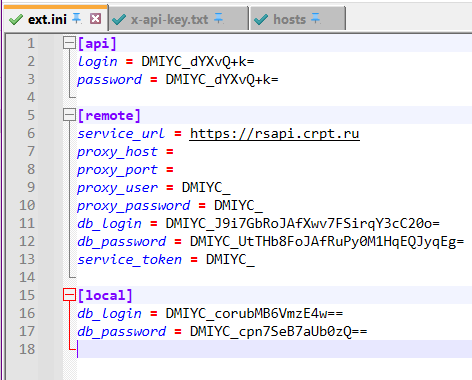 ext.ini x-api-key.txt hosts
1 [api]
2 login = DMIYC_dYXvQ+k=
3 password = DMIYC_dYXvQ+k=
4
5 [remote]
6 service_url = https://rsapi.crpt.ru
7 proxy_host =
8 proxy_port =
9 proxy_user = DMIYC_
10 proxy_password = DMIYC_
11 db_login = DMIYC_J9i7GbRoJAfXwv7FSirqY3cC20o=
12 db_password = DMIYC_UtTHb8FoJAfRuPy0M1HqEQJyqEg=
13 service_token = DMIYC_
14
15 [local]
16 db_login = DMIYC_corubMB6VmzE4w==
17 db_password = DMIYC_cpn7SeB7aUb0zQ==
18